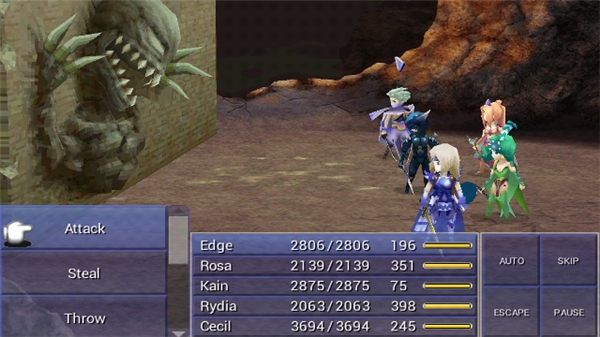 Attack
Steal
Throw
Edge 2806/2806 196
Rosa 2139/2139 351
Kain 2875/2875 75
Rydia 2063/2063 398
Cecil 3694/3694 245
AUTO SKIP
ESCAPE PAUSE